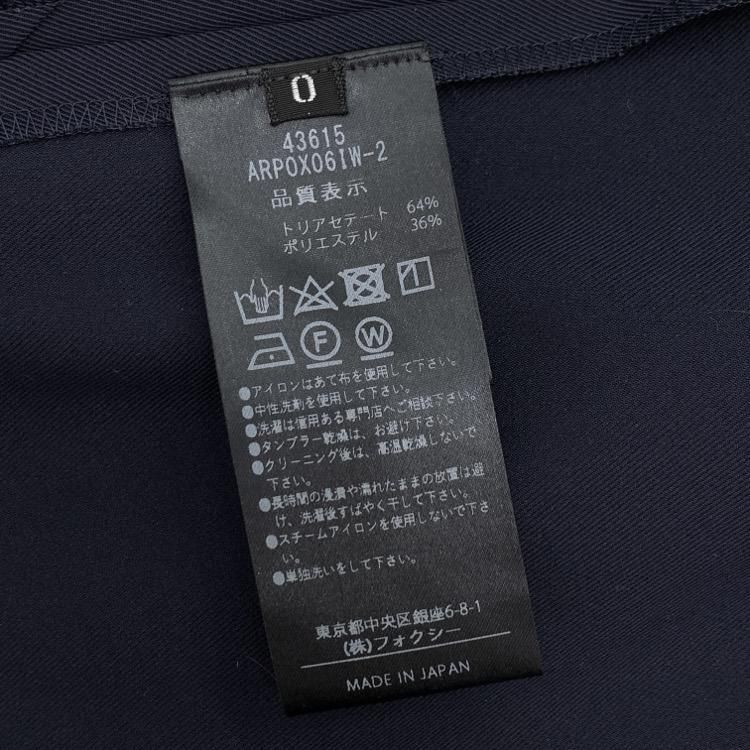 0
43615
ARPOX06IW-2
品質表示
トリアセテート 64%
ポリエステル 36%
F W
●アイロンはあて布を使用して下さい。
●中性洗剤を使用して下さい。
●洗濯は信用ある専門店へご相談下さい。
●タンブラー乾燥は、お避け下さい。
●クリーニング後は、高温乾燥しないで
下さい。
●長時間の浸漬や濡れたままの放置は避
け、洗濯後すばやく干して下さい。
●スチームアイロンを使用しないで下さ
い。
●単独洗いをして下さい。
東京都中央区銀座6-8-1
(株)フォクシー
MADE IN JAPAN